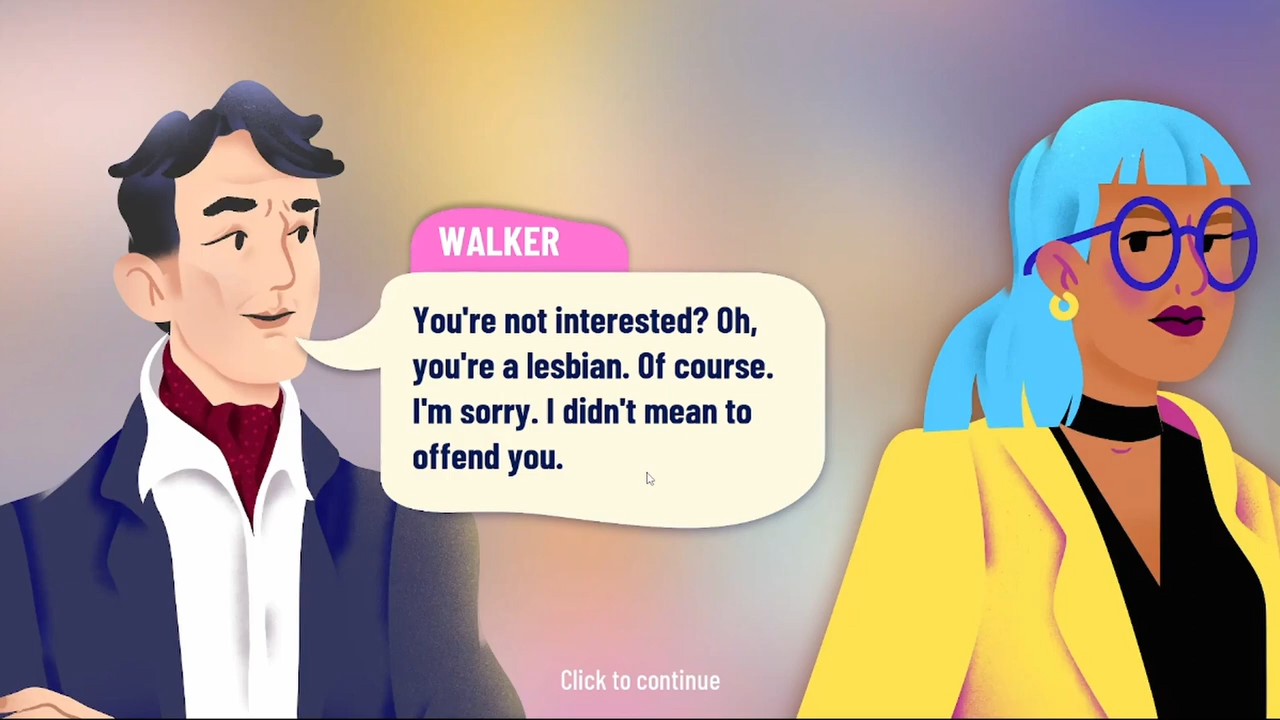 WALKER
You're not interested? Oh,
you're a lesbian. Of course.
I'm sorry. I didn't mean to
offend you.
Click to continue